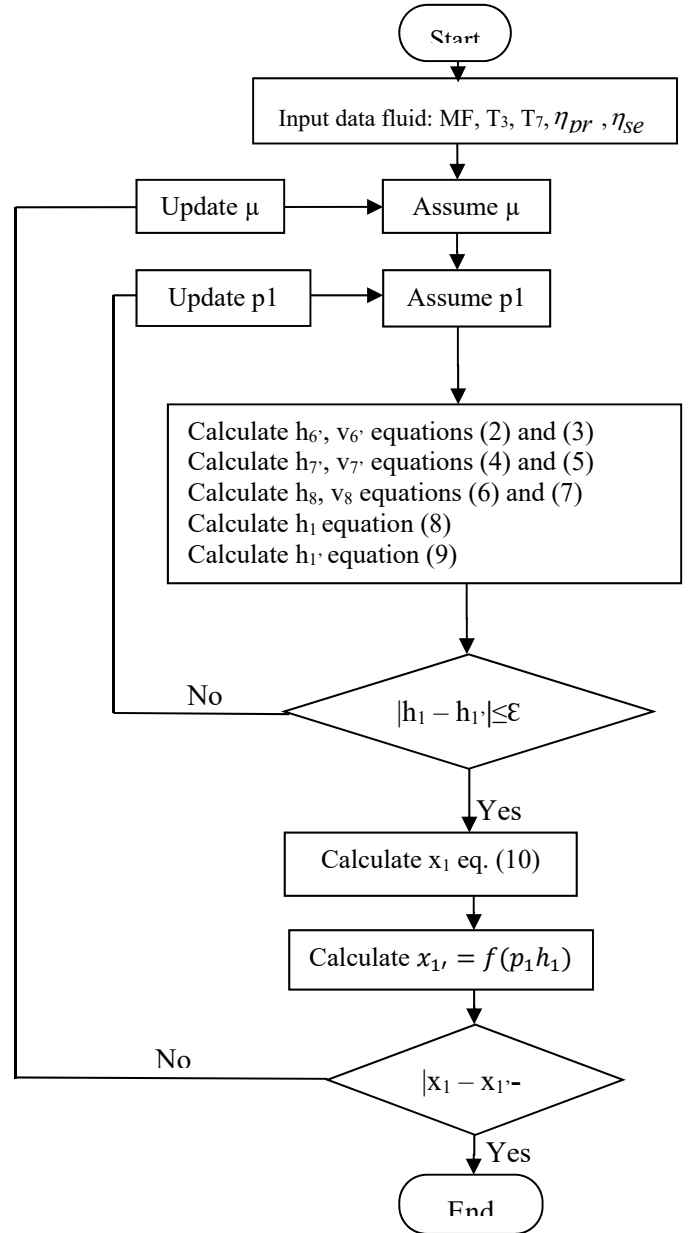 Start
Input data fluid: MF, T₃, T₇, η_pr , η_se
Update μ
Assume μ
Update p1
Assume p1
Calculate h₆’, v₆’ equations (2) and (3)
Calculate h₇’, v₇’ equations (4) and (5)
Calculate h₈, v₈ equations (6) and (7)
Calculate h₁ equation (8)
Calculate h₁’ equation (9)
No
|h₁ – h₁’|≤Ɛ
Yes
Calculate x₁ eq. (10)
Calculate x₁′ = f(p₁h₁)
No
|x₁ – x₁’-
Yes
End